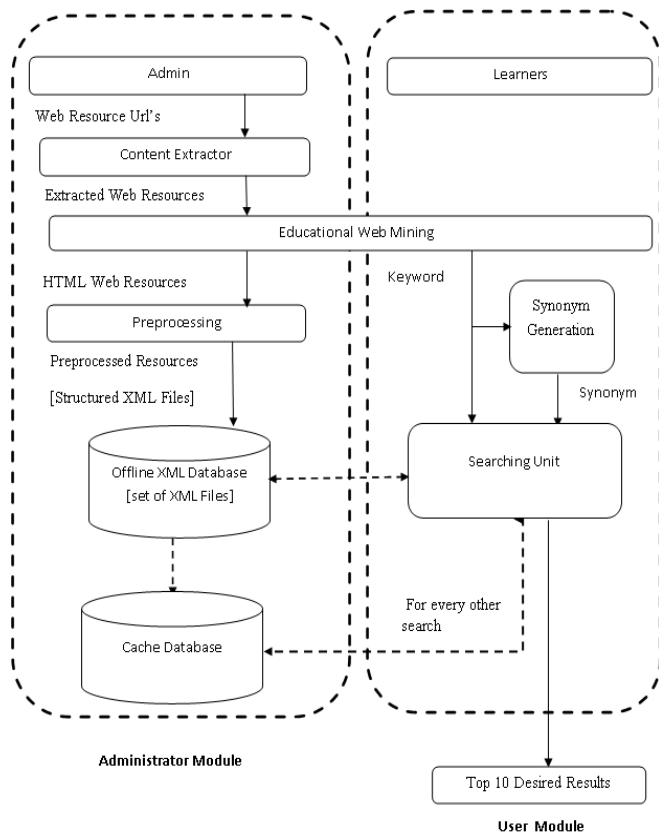 Admin
Learners
Web Resource Url's
Content Extractor
Extracted Web Resources
Educational Web Mining
HTML Web Resources
Keyword
Synonym
Generation
Preprocessing
Preprocessed Resources
[Structured XML Files]
Synonym
Offline XML Database
[set of XML Files]
Searching Unit
For every other
search
Cache Database
Administrator Module
Top 10 Desired Results
User Module